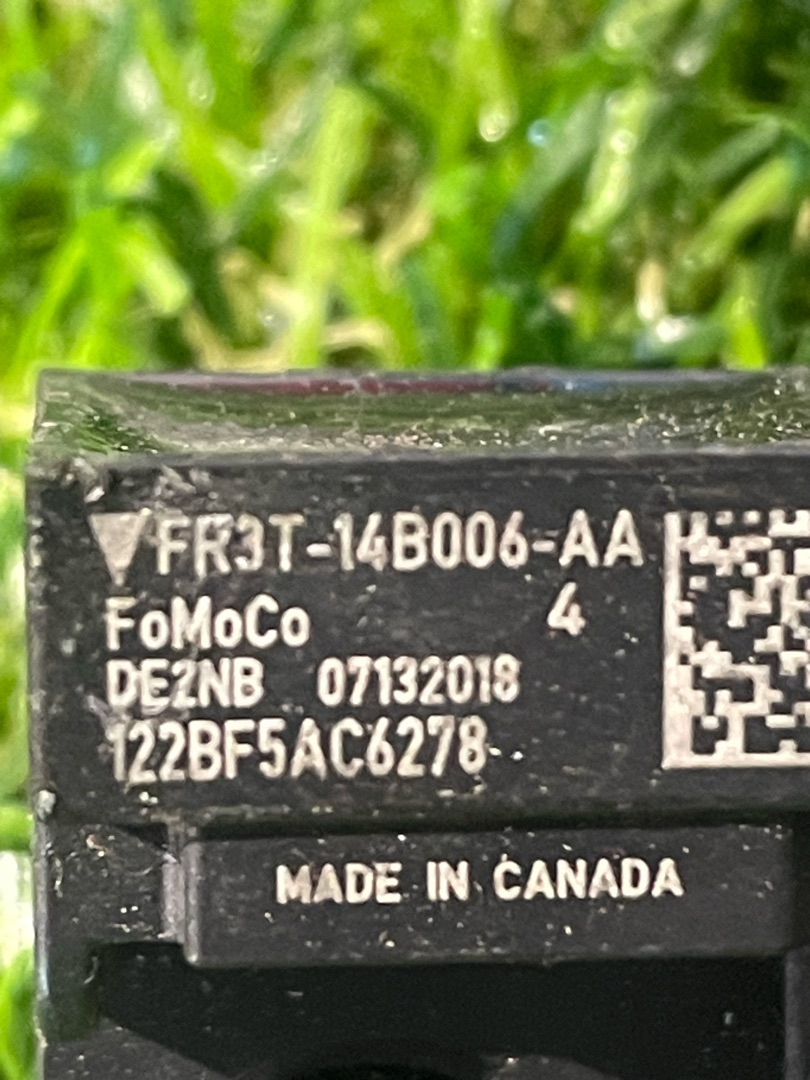 FR3T-14B006-AA
FoMoCo 4
DE2NB 07132018
122BF5AC6278
MADE IN CANADA